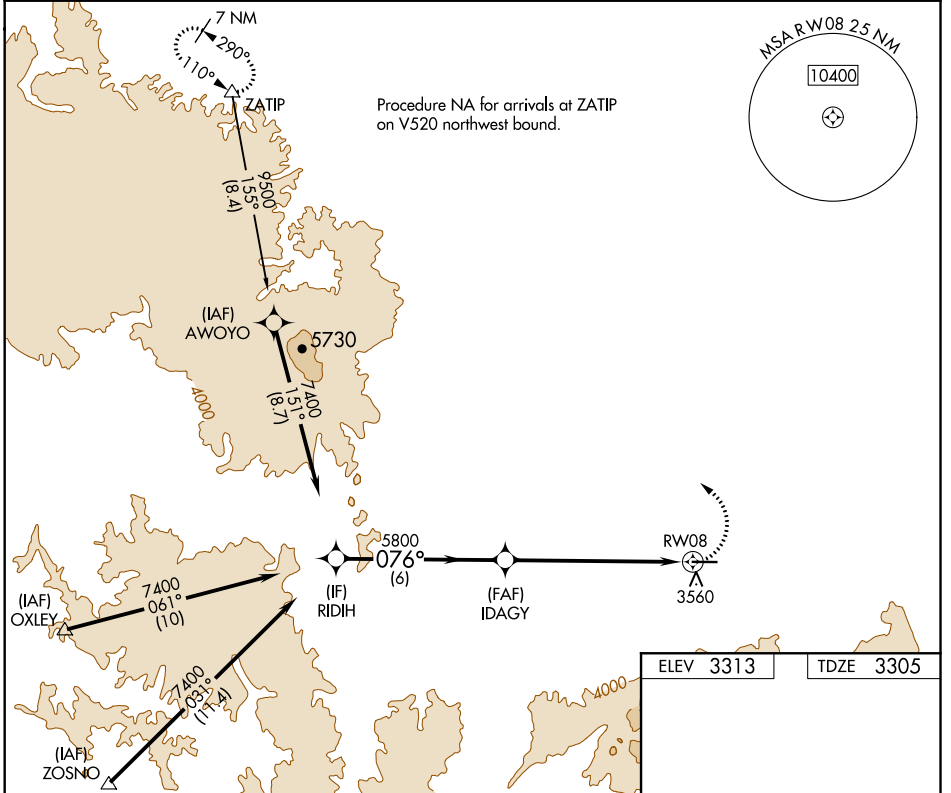 7 NM
290°
110°
ZATIP
Procedure NA for arrivals at ZATIP
on V520 northwest bound.
MSA RW08 25 NM
10400
9500
155°
(8.4)
(IAF)
AWOYO
5730
7400
151°
(8.7)
4000
5800
076°
(6)
RW08
3560
(IF)
RIDIH
(FAF)
IDAGY
7400
061°
(10)
(IAF)
OXLEY
7400
031°
(11.4)
(IAF)
ZOSNO
4000
ELEV 3313
TDZE 3305